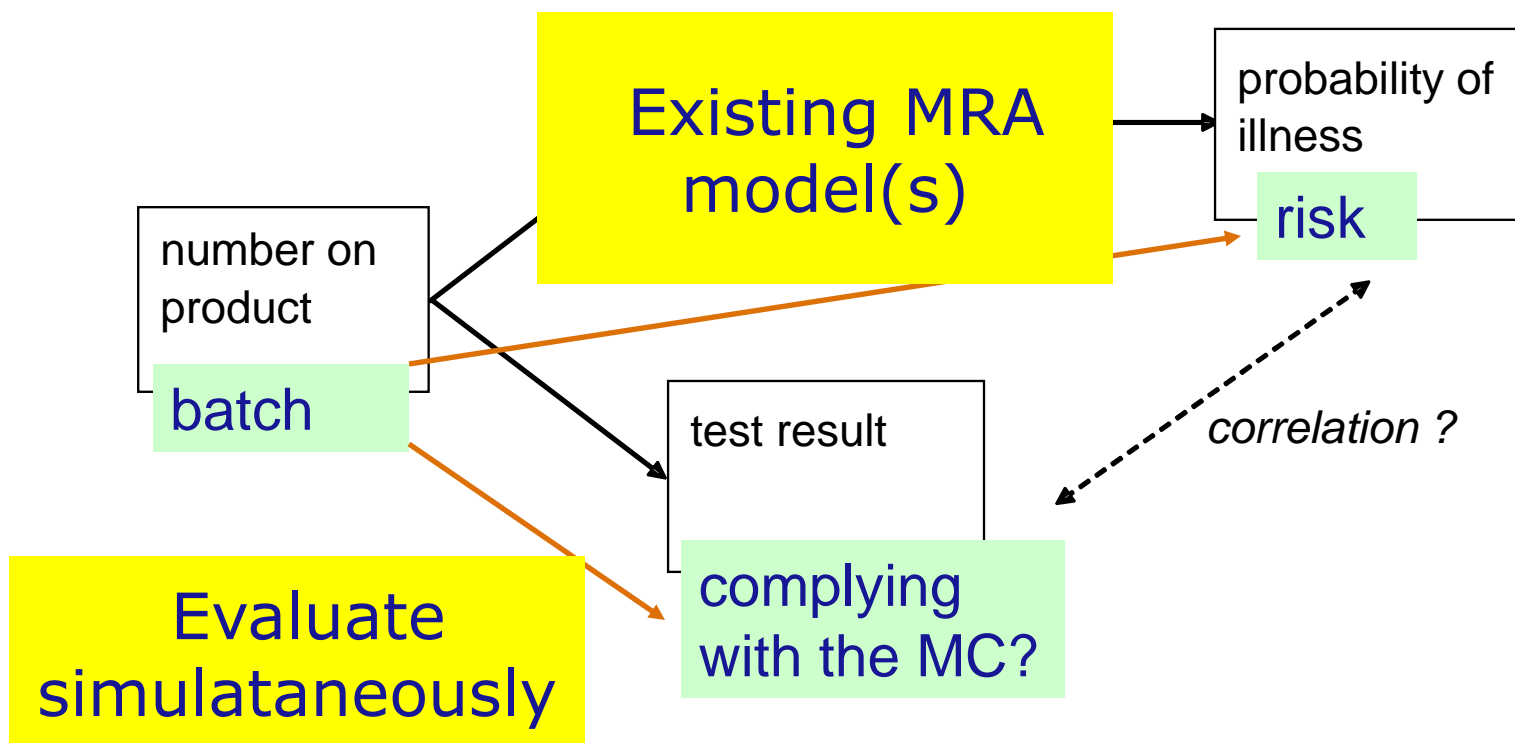 Existing MRA
model(s)
probability of
illness
risk
number on
product
batch
test result
correlation ?
complying
with the MC?
Evaluate
simulataneously